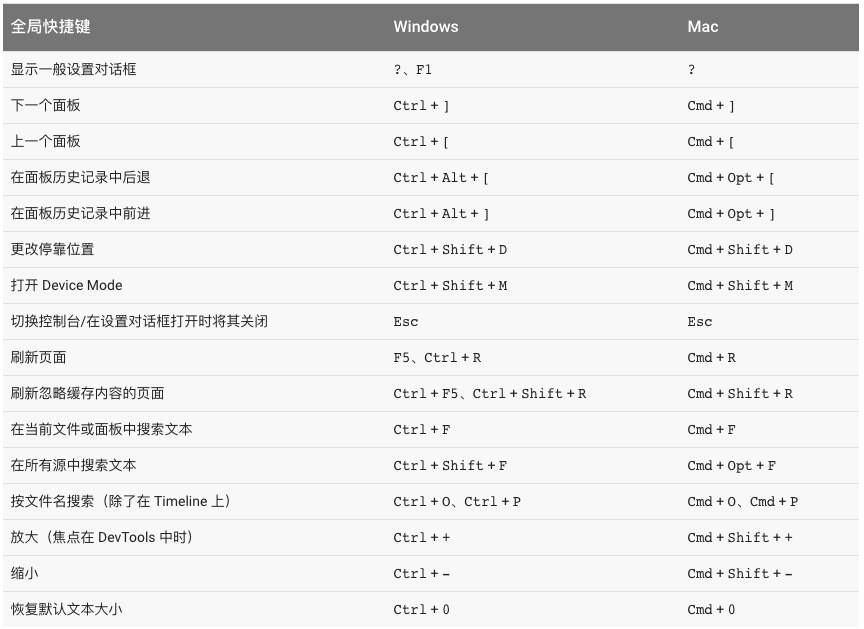 全局快捷键 Windows Mac
显示一般设置对话框 ?、F1 ?
下一个面板 Ctrl + ] Cmd + ]
上一个面板 Ctrl + [ Cmd + [
在面板历史记录中后退 Ctrl + Alt + [ Cmd + Opt + [
在面板历史记录中前进 Ctrl + Alt + ] Cmd + Opt + ]
更改停靠位置 Ctrl + Shift + D Cmd + Shift + D
打开 Device Mode Ctrl + Shift + M Cmd + Shift + M
切换控制台/在设置对话框打开时将其关闭 Esc Esc
刷新页面 F5、Ctrl + R Cmd + R
刷新忽略缓存内容的页面 Ctrl + F5、Ctrl + Shift + R Cmd + Shift + R
在当前文件或面板中搜索文本 Ctrl + F Cmd + F
在所有源中搜索文本 Ctrl + Shift + F Cmd + Opt + F
按文件名搜索（除了在 Timeline 上） Ctrl + O、Ctrl + P Cmd + O、Cmd + P
放大（焦点在 DevTools 中时） Ctrl + + Cmd + Shift + +
缩小 Ctrl + - Cmd + Shift + -
恢复默认文本大小 Ctrl + 0 Cmd + 0